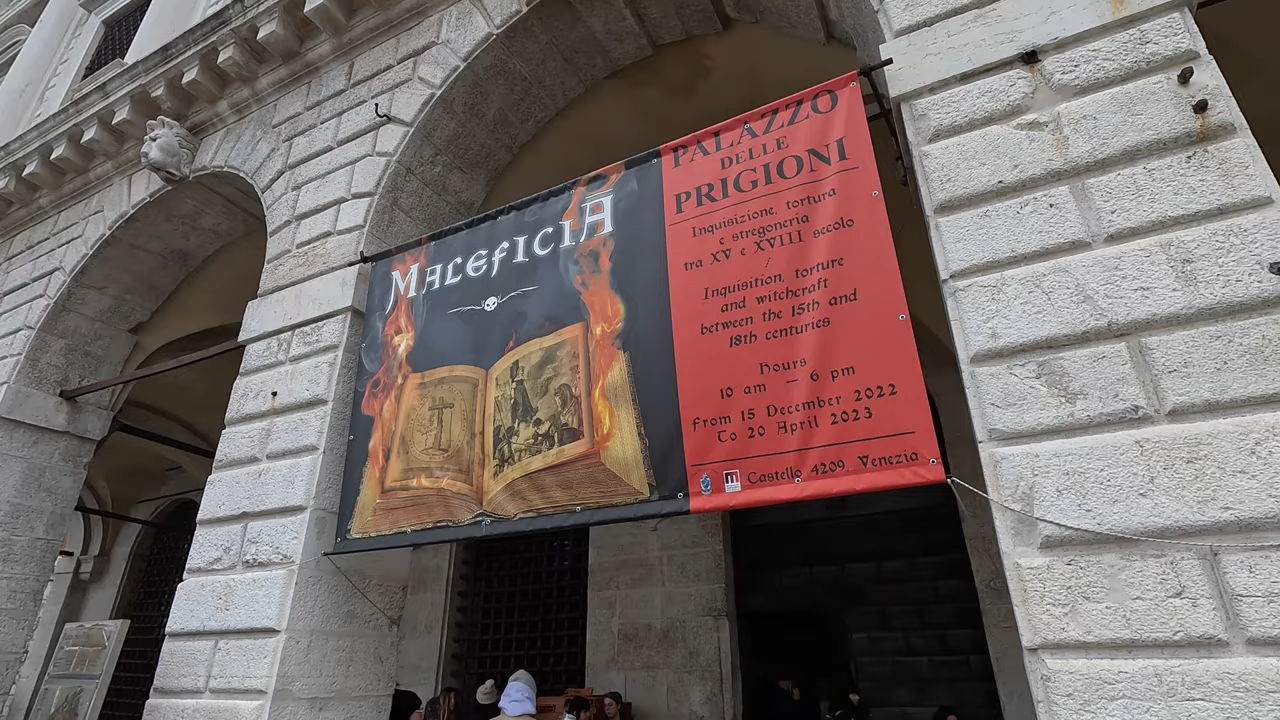 MALEFICIA
PALAZZO
DELLE
PRIGIONI
Inquisizione, tortura
e stregoneria
tra XV e XVIII secolo
/
Inquisition, torture
and witchcraft
between the 15th and
18th centuries
Hours
10 am — 6 pm
From 15 December 2022
To 20 April 2023
Castello 4209, Venezia